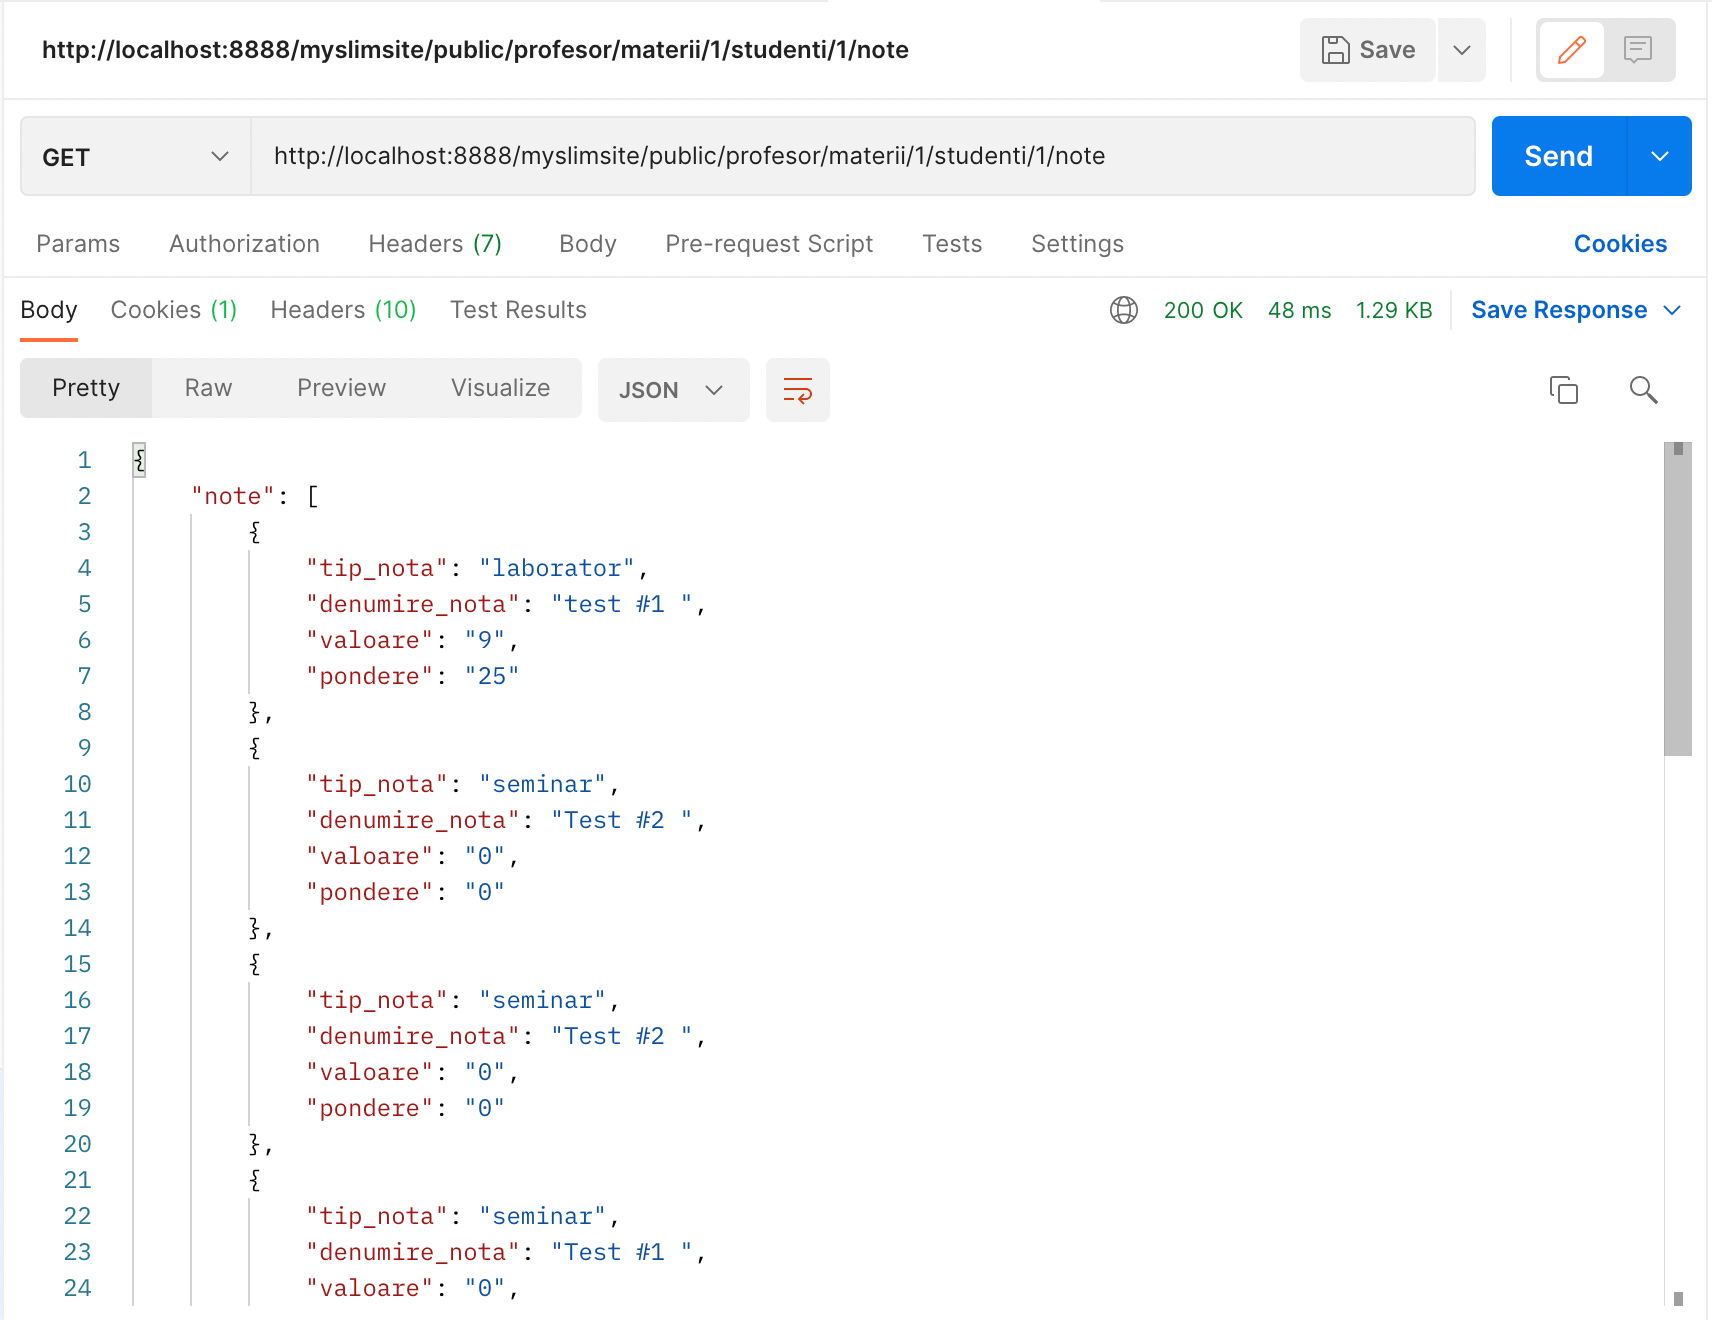 http://localhost:8888/myslimsite/public/profesor/materii/1/studenti/1/note Save
GET http://localhost:8888/myslimsite/public/profesor/materii/1/studenti/1/note Send
Params Authorization Headers (7) Body Pre-request Script Tests Settings Cookies
Body Cookies (1) Headers (10) Test Results 200 OK 48 ms 1.29 KB Save Response
Pretty Raw Preview Visualize JSON
1 {
2 "note": [
3 {
4 "tip_nota": "laborator",
5 "denumire_nota": "test #1 ",
6 "valoare": "9",
7 "pondere": "25"
8 },
9 {
10 "tip_nota": "seminar",
11 "denumire_nota": "Test #2 ",
12 "valoare": "0",
13 "pondere": "0"
14 },
15 {
16 "tip_nota": "seminar",
17 "denumire_nota": "Test #2 ",
18 "valoare": "0",
19 "pondere": "0"
20 },
21 {
22 "tip_nota": "seminar",
23 "denumire_nota": "Test #1 ",
24 "valoare": "0",